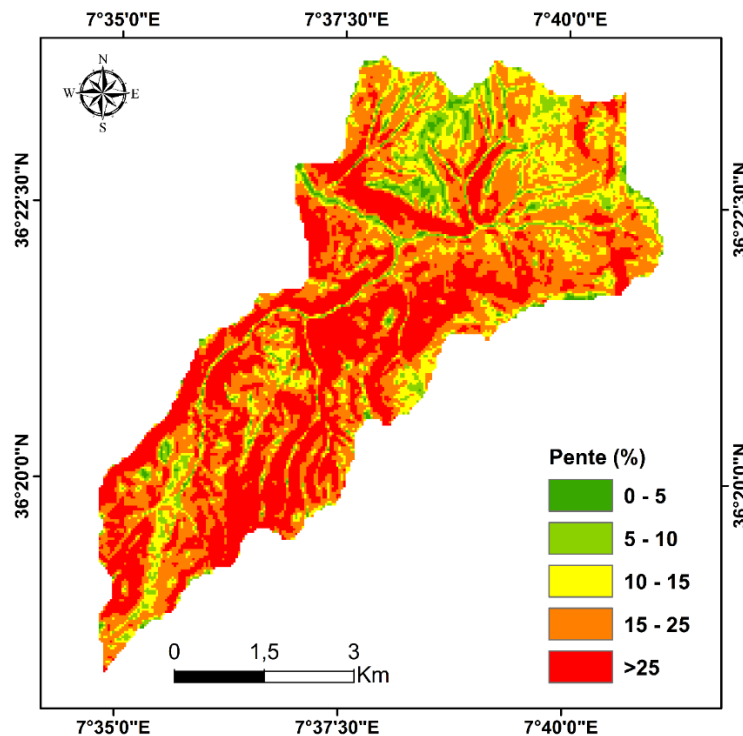 7°35'0"E 7°37'30"E 7°40'0"E
N
W E
S
36°22'30"N 36°22'30"N
36°20'0"N 36°20'0"N
Pente (%)
0 - 5
5 - 10
10 - 15
15 - 25
>25
0 1,5 3
Km
7°35'0"E 7°37'30"E 7°40'0"E